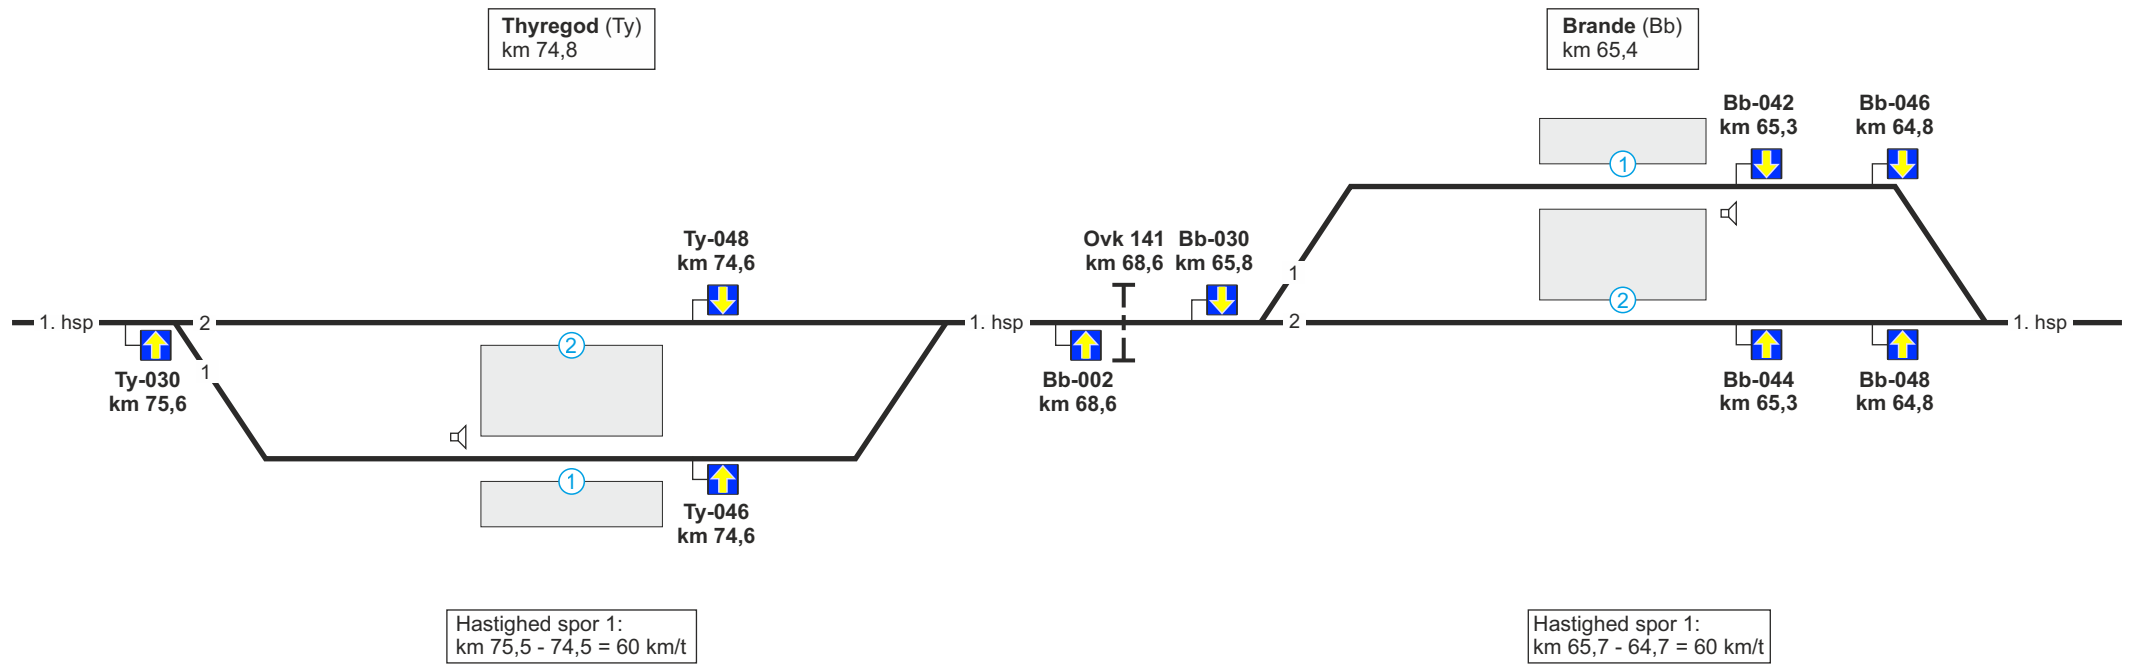 Thyregod (Ty)
km 74,8
Brande (Bb)
km 65,4
Bb-042
km 65,3
Bb-046
km 64,8
1
Ty-048
km 74,6
Ovk 141
km 68,6
Bb-030
km 65,8
1
2
1. hsp
2
1. hsp
2
1. hsp
2
1
Ty-030
km 75,6
Bb-002
km 68,6
Bb-044
km 65,3
Bb-048
km 64,8
1
Ty-046
km 74,6
Hastighed spor 1:
km 75,5 - 74,5 = 60 km/t
Hastighed spor 1:
km 65,7 - 64,7 = 60 km/t